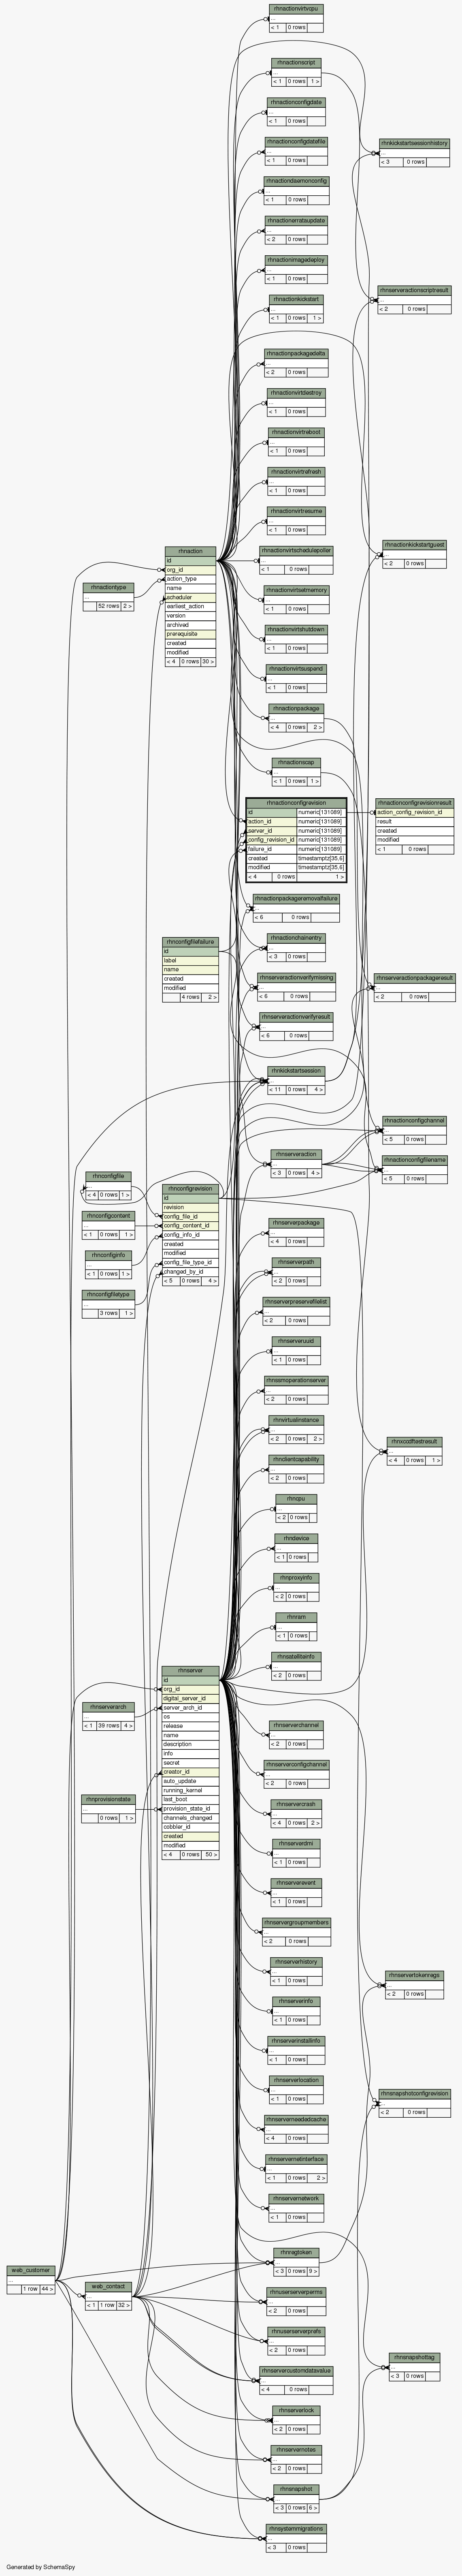 rhnactionvirtvcpu
...
< 1 0 rows
rhnactionscript
...
< 1 0 rows 1 >
rhnactionconfigdate
...
< 1 0 rows
rhnactionconfigdatefile
...
< 1 0 rows
rhnkickstartsessionhistory
...
< 3 0 rows
rhnactiondaemonconfig
...
< 1 0 rows
rhnactionerrataupdate
...
< 2 0 rows
rhnactionimagedeploy
...
< 1 0 rows
rhnserveractionscriptresult
...
< 2 0 rows
rhnactionkickstart
...
< 1 0 rows 1 >
rhnactionpackagedelta
...
< 2 0 rows
rhnactionvirtdestroy
...
< 1 0 rows
rhnactionvirtreboot
...
< 1 0 rows
rhnactionvirtrefresh
...
< 1 0 rows
rhnactionvirtresume
...
< 1 0 rows
rhnactionkickstartguest
...
< 2 0 rows
rhnactionvirtschedulepoller
...
< 1 0 rows
rhnaction
id
org_id
action_type
name
scheduler
earliest_action
version
archived
prerequisite
created
modified
< 4 0 rows 30 >
rhnactiontype
...
52 rows 2 >
rhnactionvirtsetmemory
...
< 1 0 rows
rhnactionvirtshutdown
...
< 1 0 rows
rhnactionvirtsuspend
...
< 1 0 rows
rhnactionpackage
...
< 4 0 rows 2 >
rhnactionscap
...
< 1 0 rows 1 >
rhnactionconfigrevision
id numeric[131089]
action_id numeric[131089]
server_id numeric[131089]
config_revision_id numeric[131089]
failure_id numeric[131089]
created timestamptz[35,6]
modified timestamptz[35,6]
< 4 0 rows 1 >
rhnactionconfigrevisionresult
action_config_revision_id
result
created
modified
< 1 0 rows
rhnactionpackageremovalfailure
...
< 6 0 rows
rhnconfigfilefailure
id
label
name
created
modified
4 rows 2 >
rhnactionchainentry
...
< 3 0 rows
rhnserveractionverifymissing
...
< 6 0 rows
rhnserveractionpackageresult
...
< 2 0 rows
rhnserveractionverifyresult
...
< 6 0 rows
rhnkickstartsession
...
< 11 0 rows 4 >
rhnactionconfigchannel
...
< 5 0 rows
rhnserveraction
...
< 3 0 rows 4 >
rhnactionconfigfilename
...
< 5 0 rows
rhnconfigfile
...
< 4 0 rows 1 >
rhnconfigcontent
...
< 1 0 rows 1 >
rhnconfiginfo
...
< 1 0 rows 1 >
rhnconfigfiletype
...
3 rows 1 >
rhnconfigrevision
id
revision
config_file_id
config_content_id
config_info_id
created
modified
config_file_type_id
changed_by_id
< 5 0 rows 4 >
rhnserverpackage
...
< 4 0 rows
rhnserverpath
...
< 2 0 rows
rhnserverpreservefilelist
...
< 2 0 rows
rhnserveruuid
...
< 1 0 rows
rhnssmoperationserver
...
< 2 0 rows
rhnvirtualinstance
...
< 2 0 rows 2 >
rhnxccdftestresult
...
< 4 0 rows 1 >
rhnclientcapability
...
< 2 0 rows
rhncpu
...
< 2 0 rows
rhndevice
...
< 1 0 rows
rhnproxyinfo
...
< 2 0 rows
rhnram
...
< 1 0 rows
rhnsatelliteinfo
...
< 2 0 rows
rhnserver
id
org_id
digital_server_id
server_arch_id
os
release
name
description
info
secret
creator_id
auto_update
running_kernel
last_boot
provision_state_id
channels_changed
cobbler_id
created
modified
< 4 0 rows 50 >
rhnserverarch
...
< 1 39 rows 4 >
rhnprovisionstate
...
0 rows 1 >
rhnserverchannel
...
< 2 0 rows
rhnserverconfigchannel
...
< 2 0 rows
rhnservercrash
...
< 4 0 rows 2 >
rhnserverdmi
...
< 1 0 rows
rhnserverevent
...
< 1 0 rows
rhnservergroupmembers
...
< 2 0 rows
rhnserverhistory
...
< 1 0 rows
rhnservertokenregs
...
< 2 0 rows
rhnserverinfo
...
< 1 0 rows
rhnserverinstallinfo
...
< 1 0 rows
rhnserverlocation
...
< 1 0 rows
rhnsnapshotconfigrevision
...
< 2 0 rows
rhnserverneededcache
...
< 4 0 rows
rhnservernetinterface
...
< 1 0 rows 2 >
rhnservernetwork
...
< 1 0 rows
rhnregtoken
...
< 3 0 rows 9 >
web_customer
...
1 row 44 >
web_contact
...
< 1 1 row 32 >
rhnuserserverperms
...
< 2 0 rows
rhnuserserverprefs
...
< 2 0 rows
rhnsnapshottag
...
< 3 0 rows
rhnservercustomdatavalue
...
< 4 0 rows
rhnserverlock
...
< 2 0 rows
rhnservernotes
...
< 2 0 rows
rhnsnapshot
...
< 3 0 rows 6 >
rhnsystemmigrations
...
< 3 0 rows
Generated by SchemaSpy